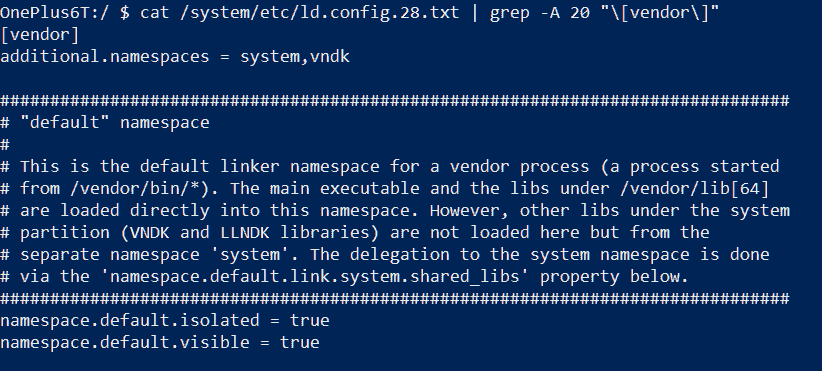 OnePlus6T:/ $ cat /system/etc/ld.config.28.txt | grep -A 20 "\[vendor\]"
[vendor]
additional.namespaces = system,vndk

###############################################################################
# "default" namespace
#
# This is the default linker namespace for a vendor process (a process started
# from /vendor/bin/*). The main executable and the libs under /vendor/lib[64]
# are loaded directly into this namespace. However, other libs under the system
# partition (VNDK and LLNDK libraries) are not loaded here but from the
# separate namespace 'system'. The delegation to the system namespace is done
# via the 'namespace.default.link.system.shared_libs' property below.
###############################################################################
namespace.default.isolated = true
namespace.default.visible = true